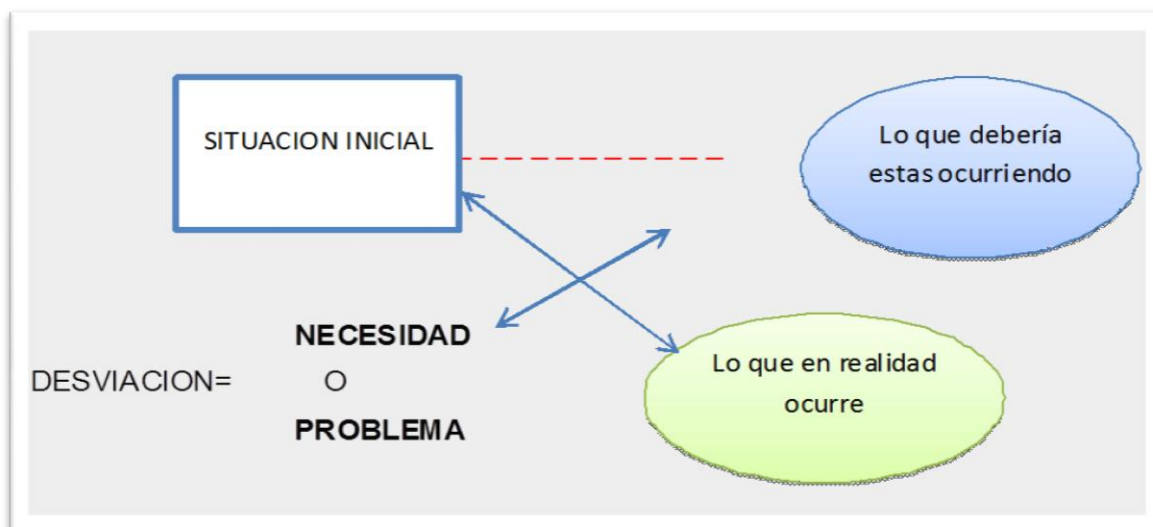 SITUACION INICIAL
Lo que debería
estas ocurriendo
NECESIDAD
DESVIACION= O
PROBLEMA
Lo que en realidad
ocurre